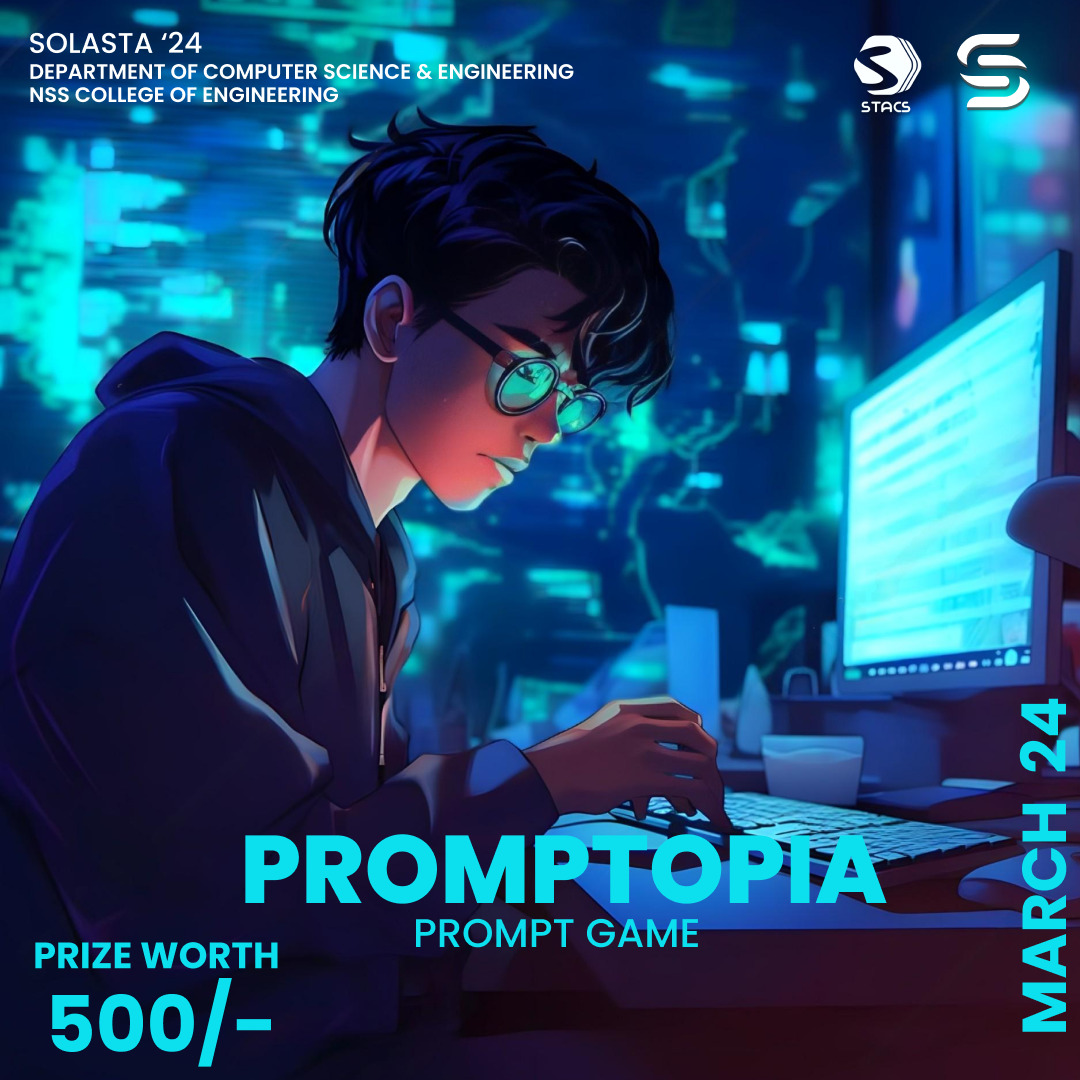 SOLASTA ‘24
DEPARTMENT OF COMPUTER SCIENCE & ENGINEERING
NSS COLLEGE OF ENGINEERING
STACS
PROMPTOPIA
PROMPT GAME
PRIZE WORTH
500/-
MARCH 24